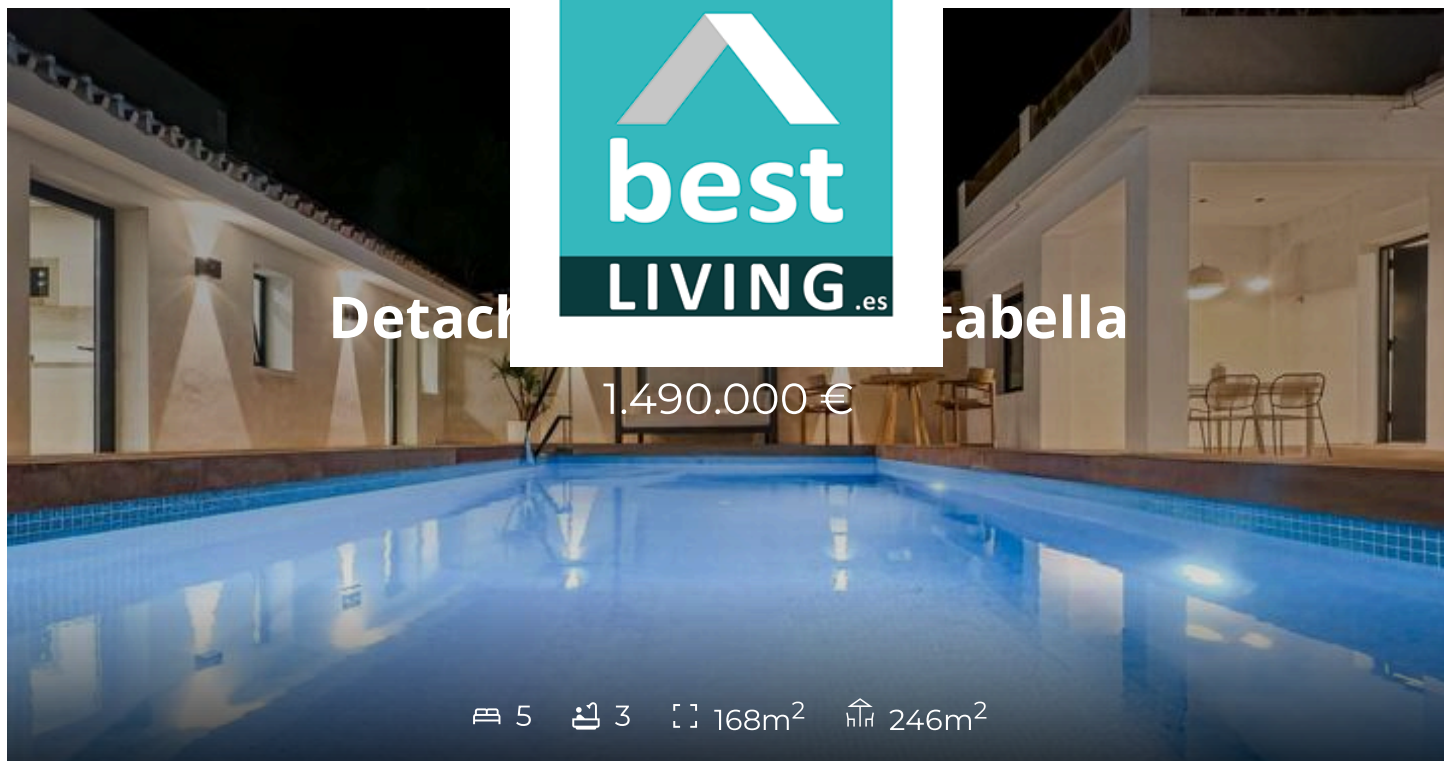 best
LIVING.es
Detach tabella
1.490.000 €
5 3 168m² 246m²